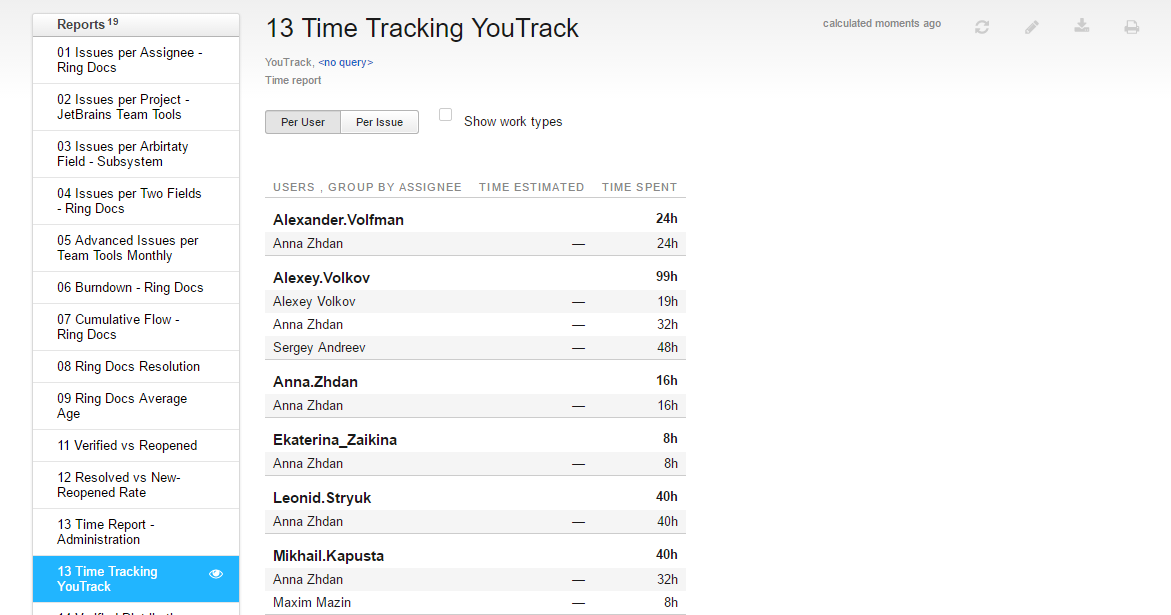 Reports 19
01 Issues per Assignee -
Ring Docs
02 Issues per Project -
JetBrains Team Tools
03 Issues per Arbirtaty
Field - Subsystem
04 Issues per Two Fields
- Ring Docs
05 Advanced Issues per
Team Tools Monthly
06 Burndown - Ring Docs
07 Cumulative Flow -
Ring Docs
08 Ring Docs Resolution
09 Ring Docs Average
Age
11 Verified vs Reopened
12 Resolved vs New-
Reopened Rate
13 Time Report -
Administration
13 Time Tracking
YouTrack
13 Time Tracking YouTrack
calculated moments ago
YouTrack, <no query>
Time report
Per User Per Issue Show work types
USERS , GROUP BY ASSIGNEE TIME ESTIMATED TIME SPENT
Alexander.Volfman 24h
Anna Zhdan — 24h
Alexey.Volkov 99h
Alexey Volkov — 19h
Anna Zhdan — 32h
Sergey Andreev — 48h
Anna.Zhdan 16h
Anna Zhdan — 16h
Ekaterina_Zaikina 8h
Anna Zhdan — 8h
Leonid.Stryuk 40h
Anna Zhdan — 40h
Mikhail.Kapusta 40h
Anna Zhdan — 32h
Maxim Mazin — 8h